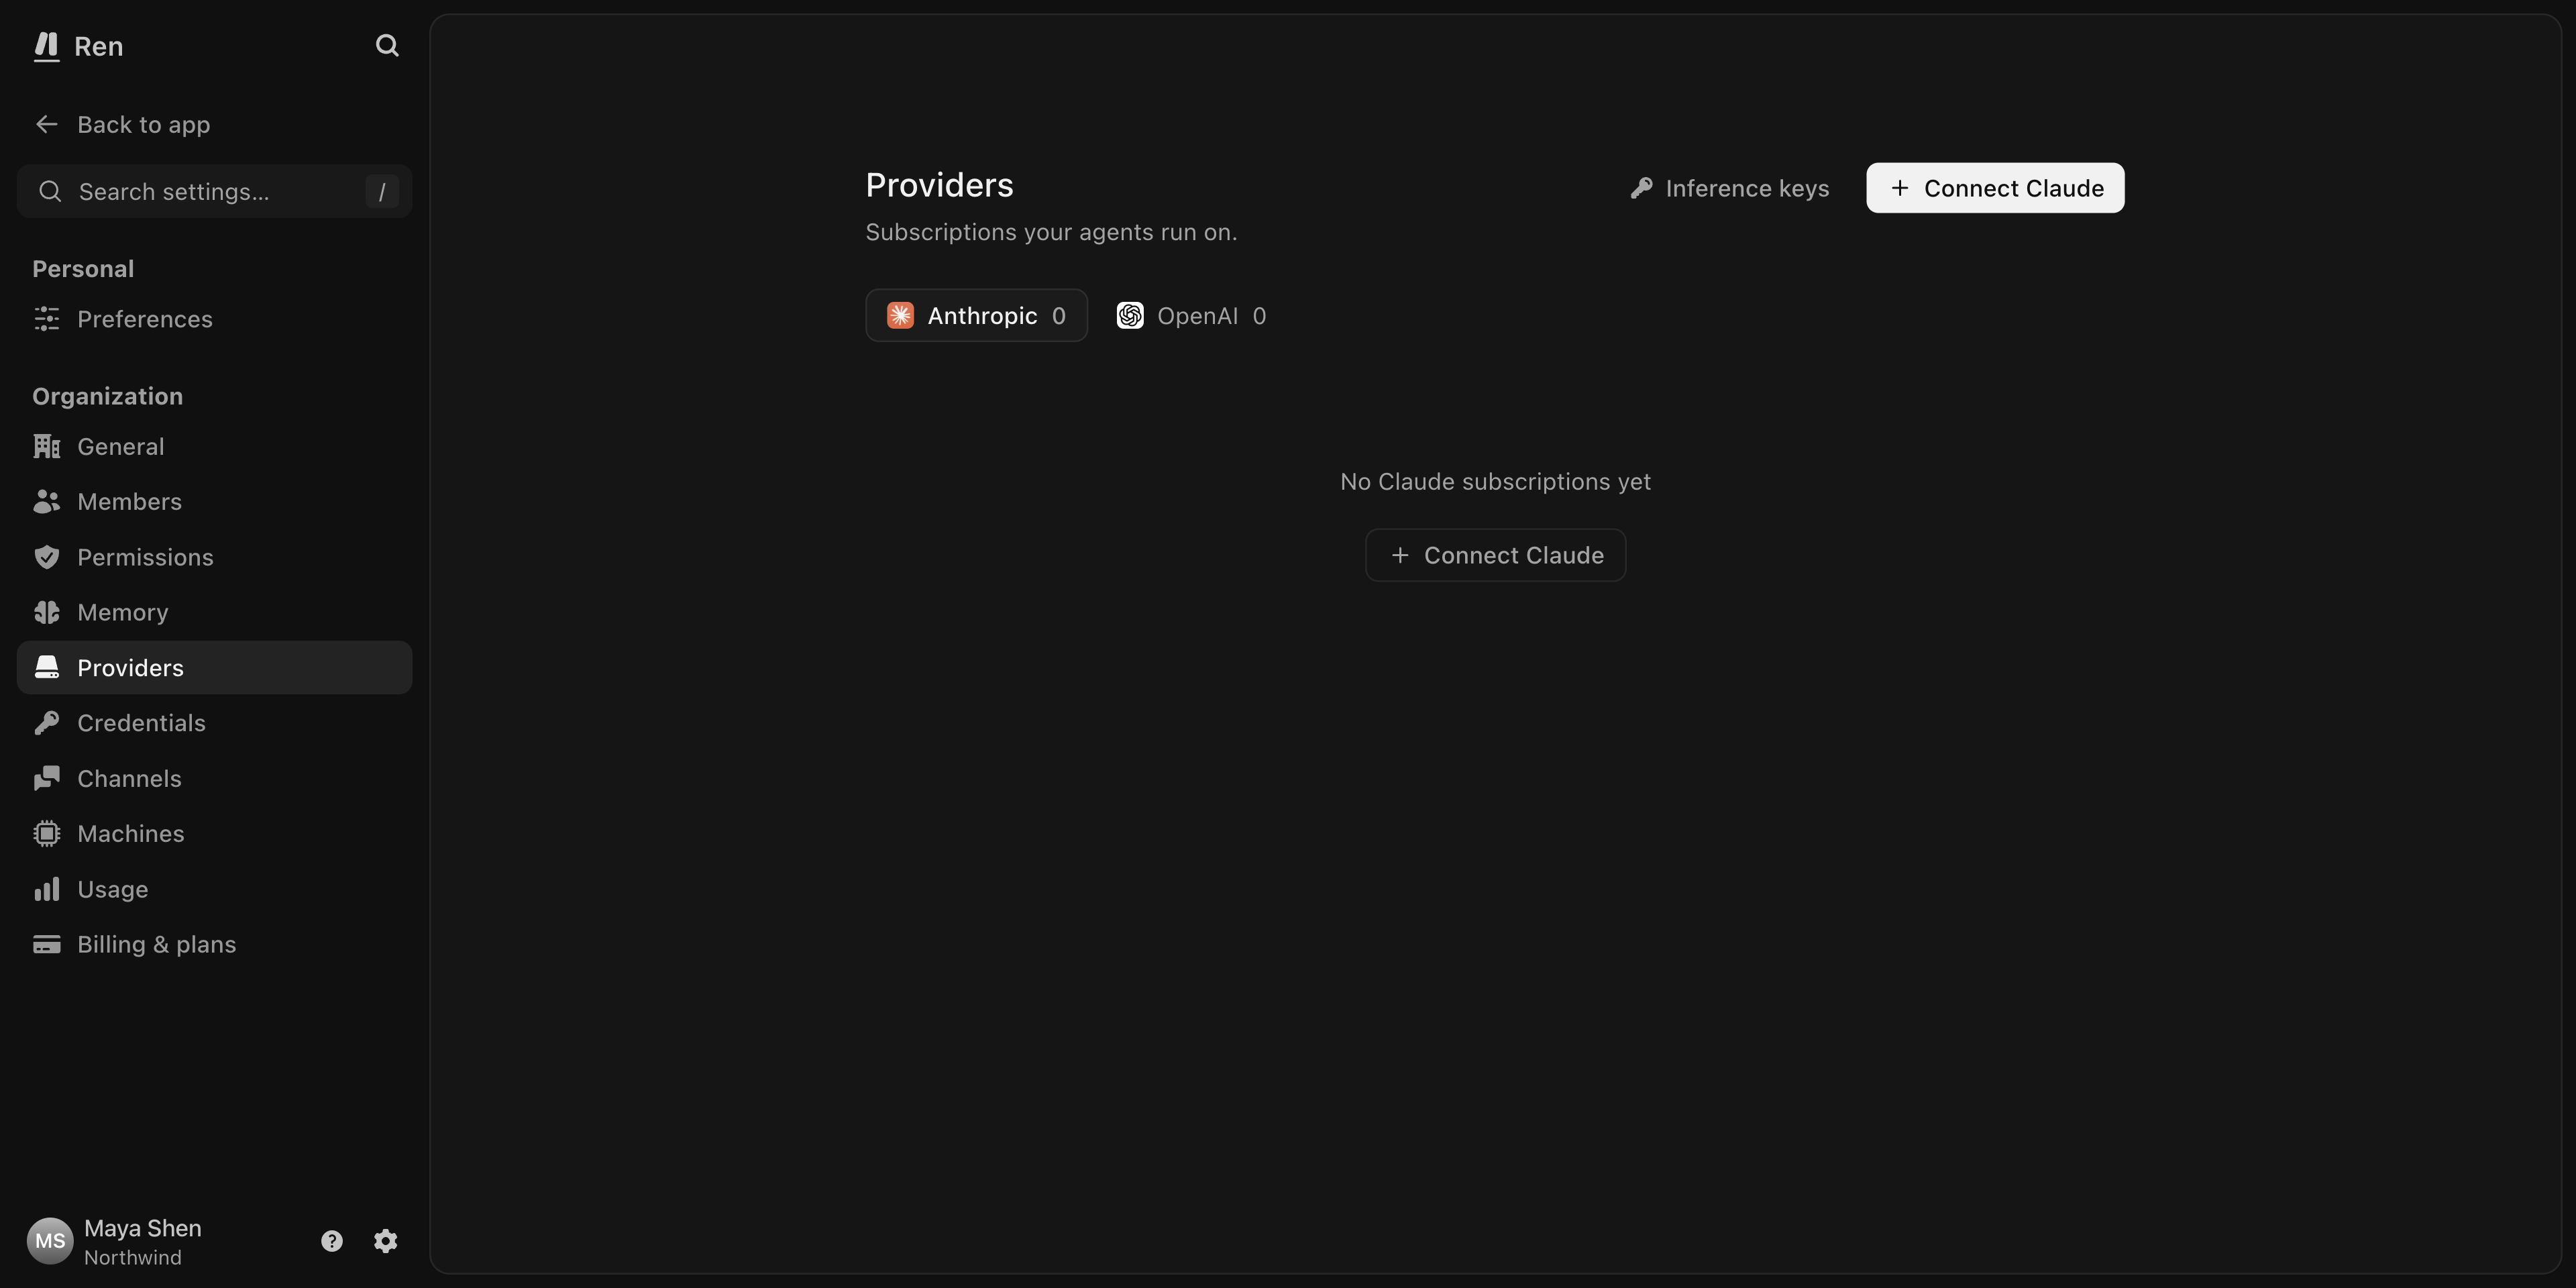 Ren
Back to app
Search settings...
/
Personal
Preferences
Organization
General
Members
Permissions
Memory
Providers
Credentials
Channels
Machines
Usage
Billing & plans
MS
Maya Shen
Northwind
?
Providers
Subscriptions your agents run on.
Inference keys
+ Connect Claude
Anthropic 0
OpenAI 0
No Claude subscriptions yet
+ Connect Claude